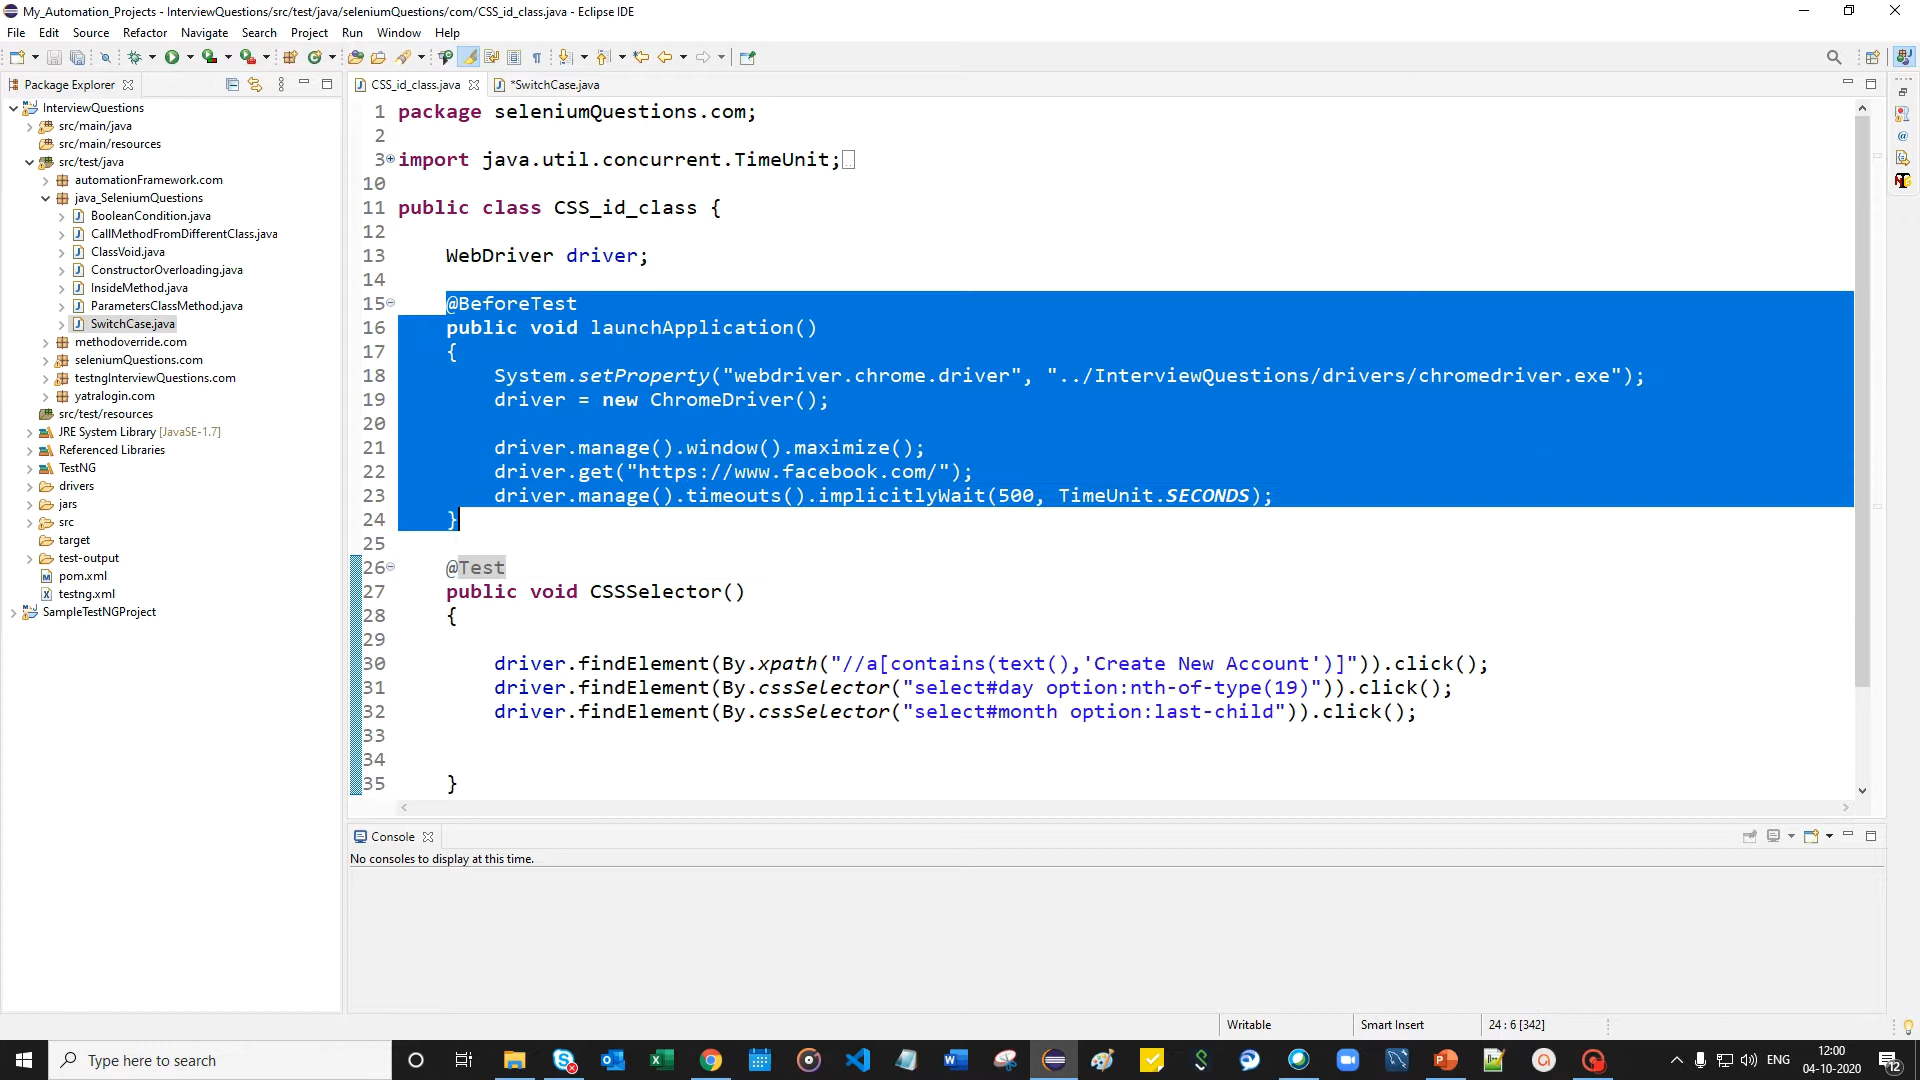 My_Automation_Projects - InterviewQuestions/src/test/java/seleniumQuestions/com/CSS_id_class.java - Eclipse IDE
File Edit Source Refactor Navigate Search Project Run Window Help
Package Explorer
InterviewQuestions
src/main/java
src/main/resources
src/test/java
automationFramework.com
java_SeleniumQuestions
BooleanCondition.java
CallMethodFromDifferentClass.java
ClassVoid.java
ConstructorOverloading.java
InsideMethod.java
ParametersClassMethod.java
SwitchCase.java
methodoverride.com
seleniumQuestions.com
testngInterviewQuestions.com
yatralogin.com
src/test/resources
JRE System Library [JavaSE-1.7]
Referenced Libraries
TestNG
drivers
jars
src
target
test-output
pom.xml
testng.xml
SampleTestNGProject
CSS_id_class.java *SwitchCase.java
1 package seleniumQuestions.com;
2
3 import java.util.concurrent.TimeUnit;
10
11 public class CSS_id_class {
12
13 WebDriver driver;
14
15 @BeforeTest
16 public void launchApplication()
17 {
18 System.setProperty("webdriver.chrome.driver", "../InterviewQuestions/drivers/chromedriver.exe");
19 driver = new ChromeDriver();
20
21 driver.manage().window().maximize();
22 driver.get("https://www.facebook.com/");
23 driver.manage().timeouts().implicitlyWait(500, TimeUnit.SECONDS);
24 }
25
26 @Test
27 public void CSSSelector()
28 {
29
30 driver.findElement(By.xpath("//a[contains(text(),'Create New Account')]")).click();
31 driver.findElement(By.cssSelector("select#day option:nth-of-type(19)")).click();
32 driver.findElement(By.cssSelector("select#month option:last-child")).click();
33
34
35 }
Console
No consoles to display at this time.
Writable Smart Insert 24 : 6 [342]
Type here to search
ENG
12:00
04-10-2020
12